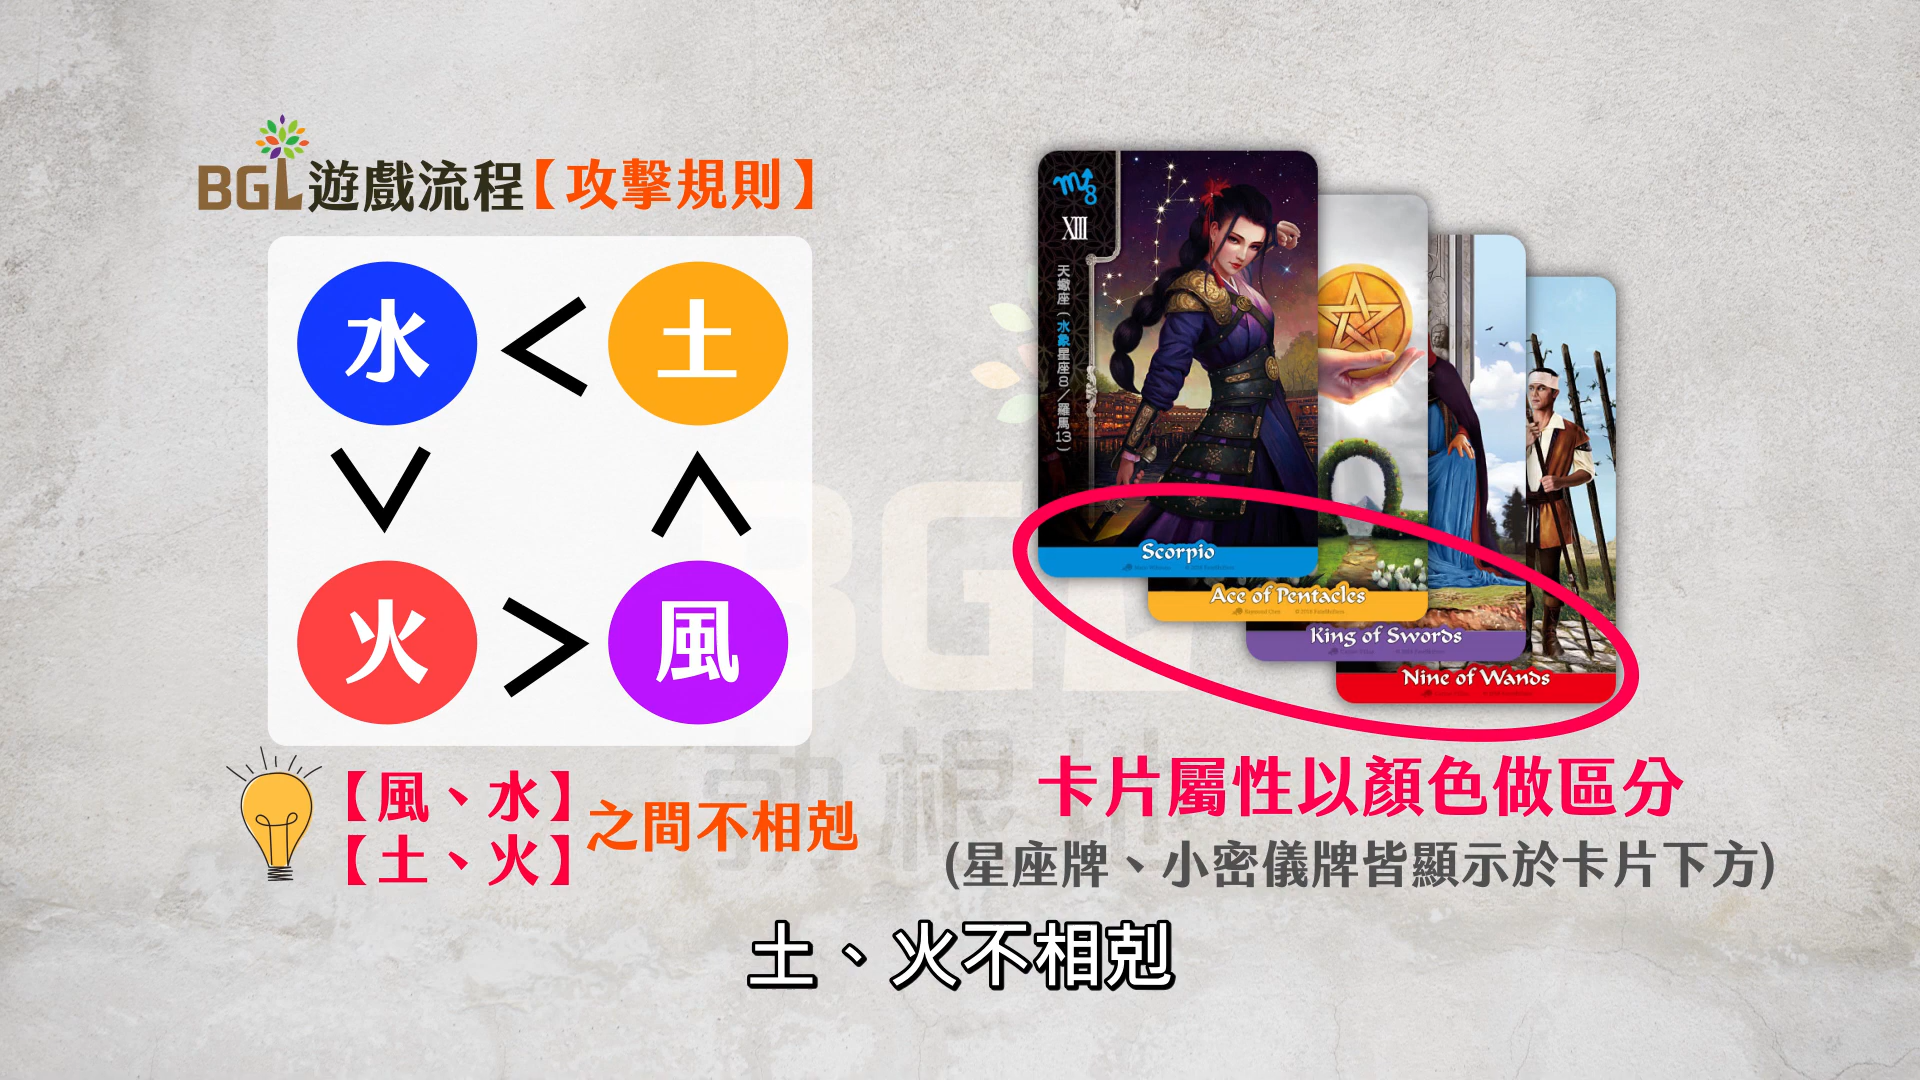 BGL遊戲流程【攻擊規則】
水 < 土
∨ ∧
火 > 風
【風、水】
【土、火】
之間不相剋
XIII
天蠍座(水象星座8/羅馬13)
Scorpio
Ace of Pentacles
King of Swords
Nine of Wands
卡片屬性以顏色做區分
(星座牌、小密儀牌皆顯示於卡片下方)
土、火不相剋